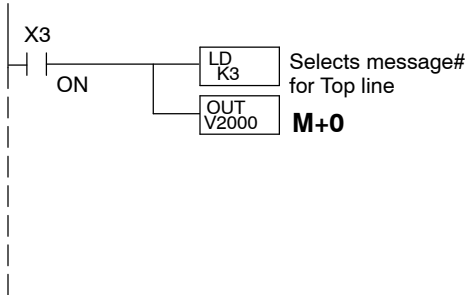 X3
ON
LD
K3
Selects message#
for Top line
OUT
V2000
M+0